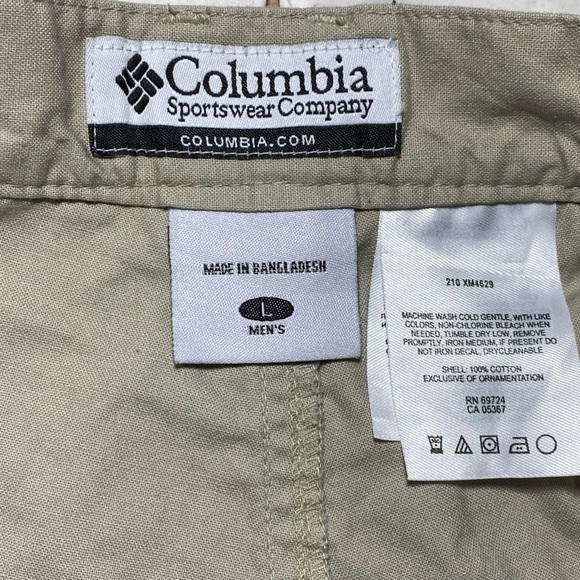 Columbia
Sportswear Company
COLUMBIA.COM
MADE IN BANGLADESH
L
MEN'S
210 XM4629
MACHINE WASH COLD GENTLE, WITH LIKE
COLORS, NON-CHLORINE BLEACH WHEN
NEEDED, TUMBLE DRY LOW, REMOVE
PROMPTLY, IRON MEDIUM, IF PRESENT DO
NOT IRON DECAL, DRYCLEANABLE
SHELL: 100% COTTON
EXCLUSIVE OF ORNAMENTATION
RN 69724
CA 05367